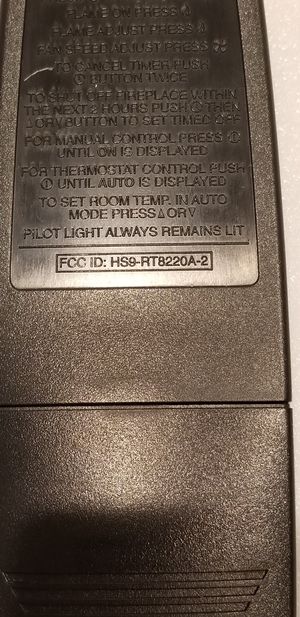 FLAME ON PRESS
FLAME ADJUST PRESS
FAN SPEED ADJUST PRESS
TO CANCEL TIMER PUSH
BUTTON TWICE
TO SHUT OFF FIREPLACE WITHIN
THE NEXT 2 HOURS PUSH THEN
△ OR V BUTTON TO SET TIMED OFF
FOR MANUAL CONTROL PRESS
UNTIL ON IS DISPLAYED
FOR THERMOSTAT CONTROL PUSH
UNTIL AUTO IS DISPLAYED
TO SET ROOM TEMP. IN AUTO
MODE PRESS △ OR V
PILOT LIGHT ALWAYS REMAINS LIT
FCC ID: HS9-RT8220A-2